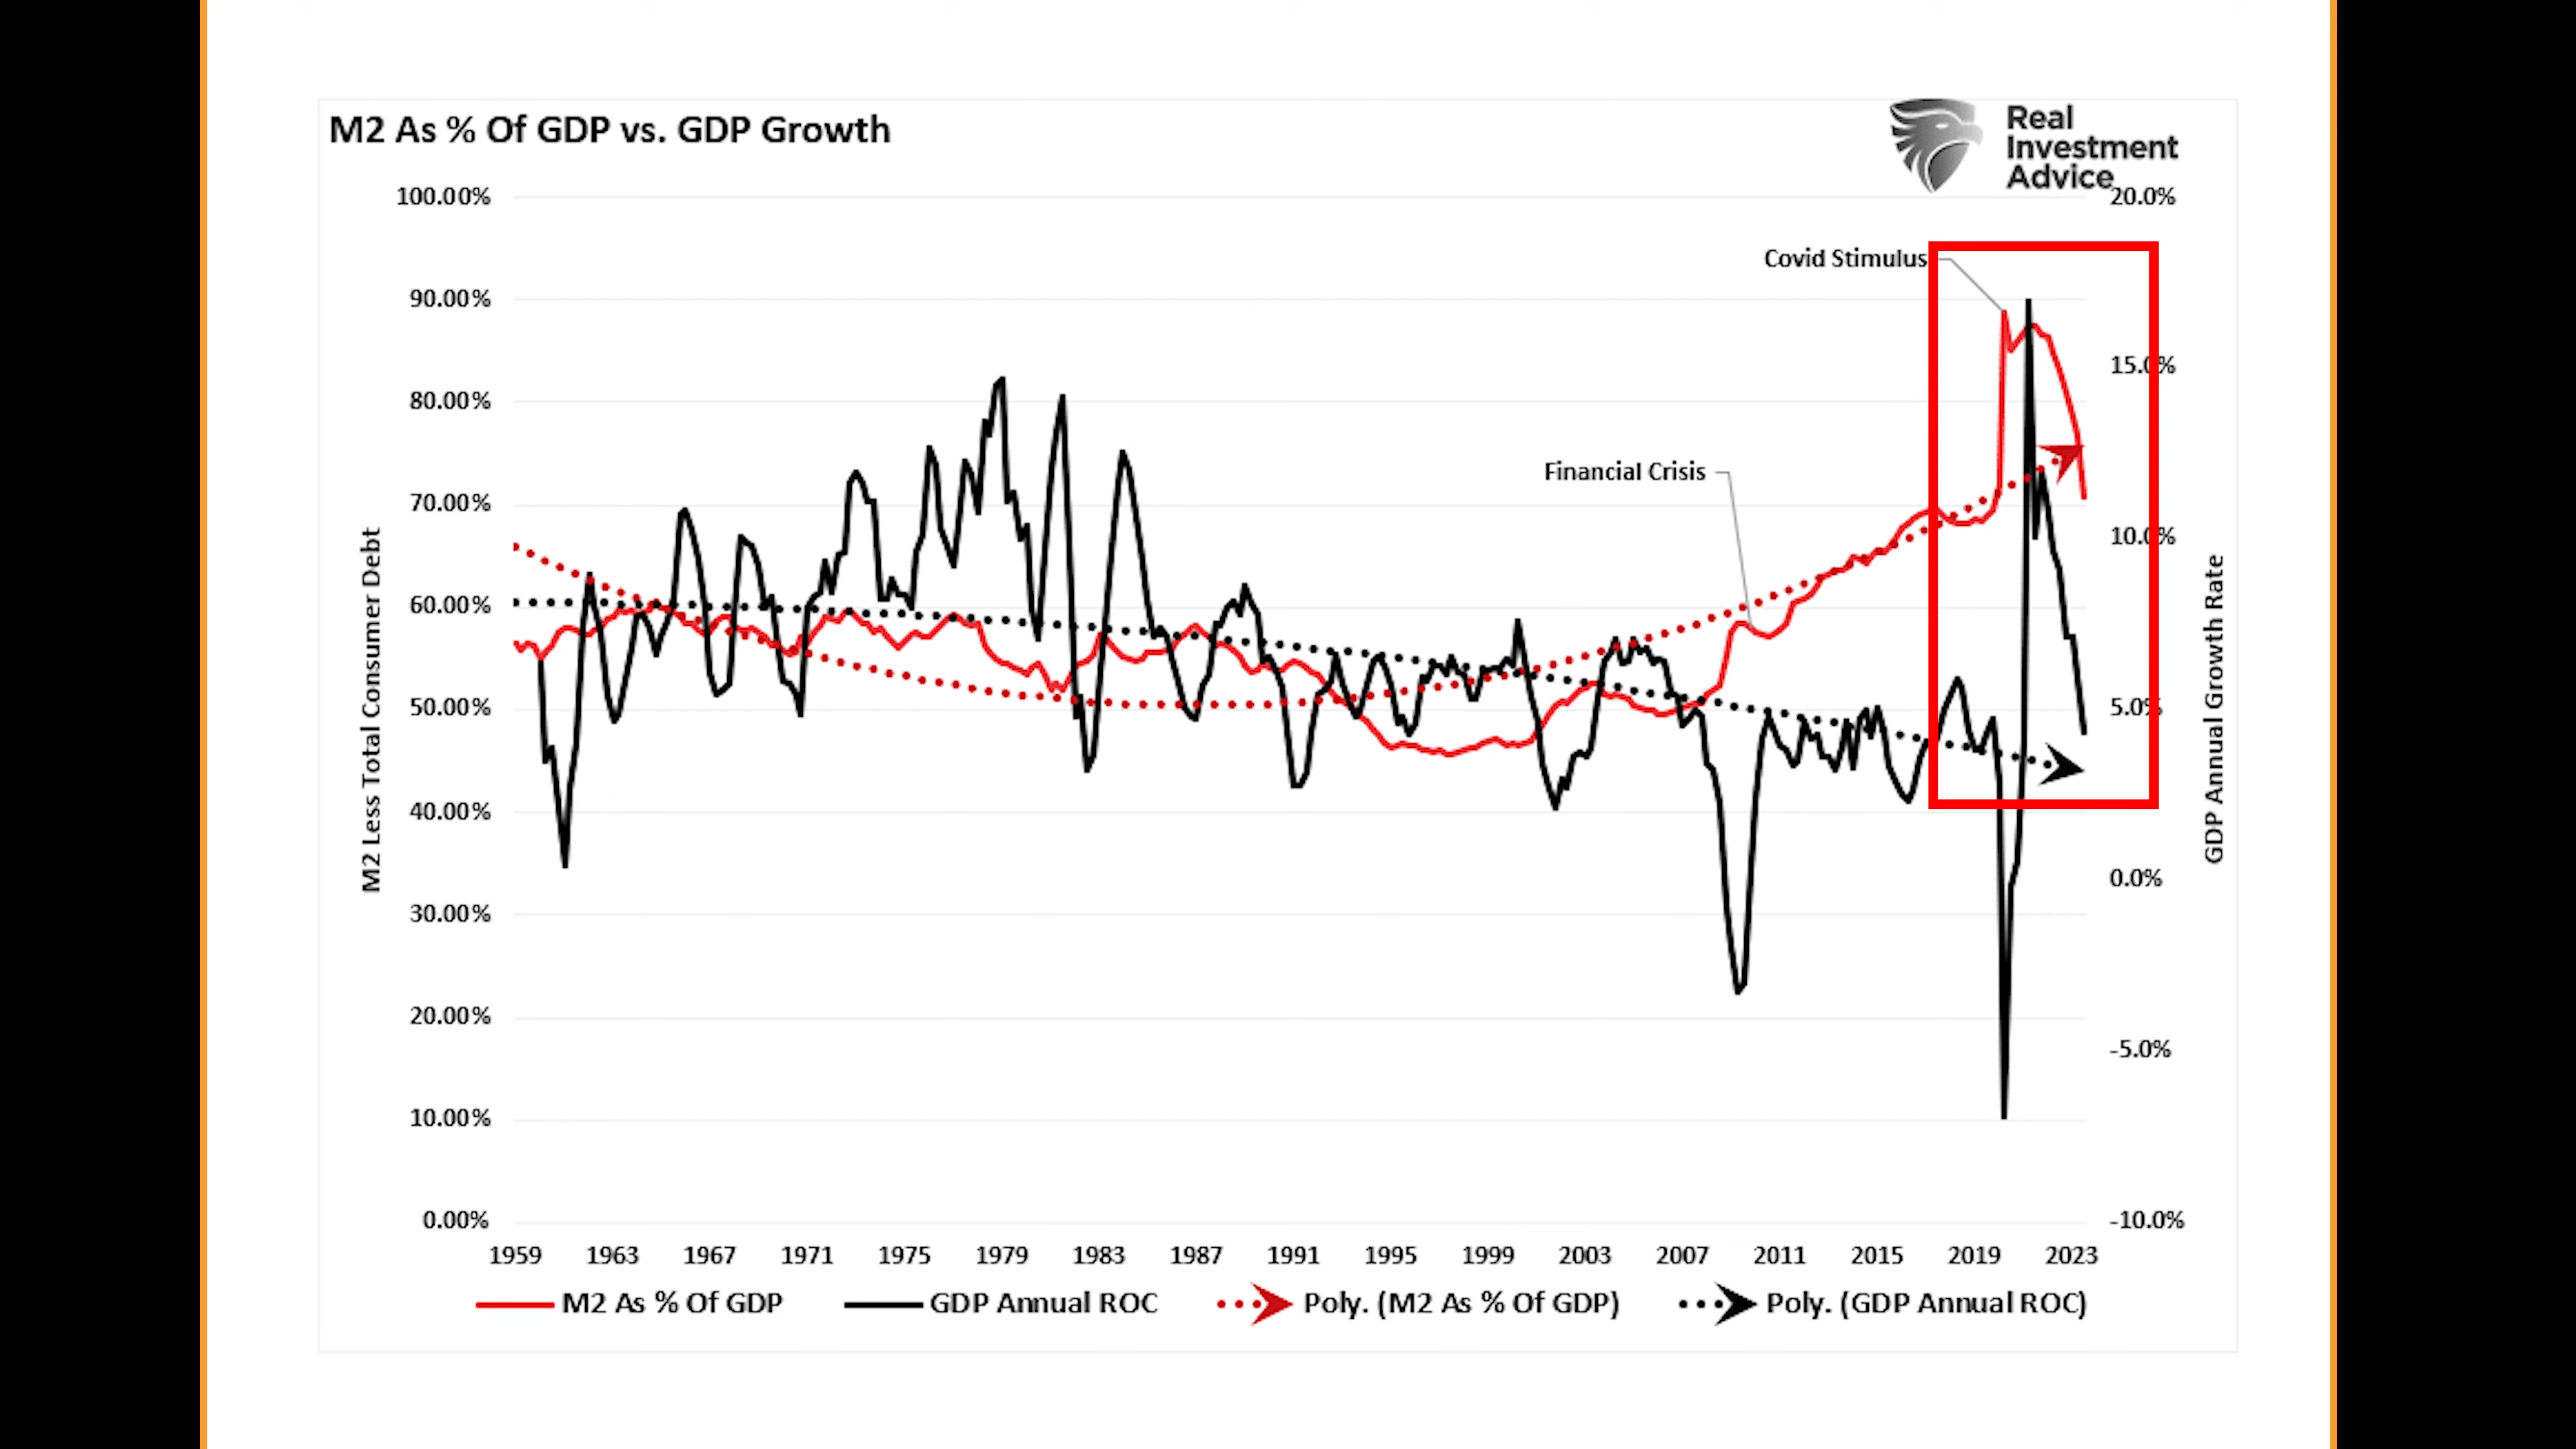 M2 As % Of GDP vs. GDP Growth
Real
Investment
Advice
100.00%
90.00%
80.00%
70.00%
60.00%
50.00%
40.00%
30.00%
20.00%
10.00%
0.00%
M2 Less Total Consumer Debt
Covid Stimulus
Financial Crisis
20.0%
15.0%
10.0%
5.0%
0.0%
-5.0%
-10.0%
GDP Annual Growth Rate
1959 1963 1967 1971 1975 1979 1983 1987 1991 1995 1999 2003 2007 2011 2015 2019 2023
M2 As % Of GDP GDP Annual ROC Poly. (M2 As % Of GDP) Poly. (GDP Annual ROC)